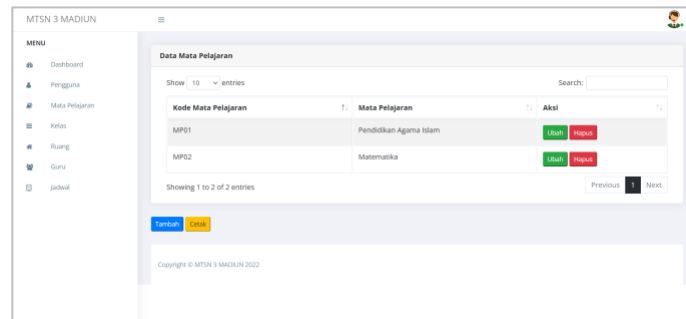 MTSN 3 MADIUN
MENU
Dashboard
Pengguna
Mata Pelajaran
Kelas
Ruang
Guru
Jadwal
Data Mata Pelajaran
Show 10 entries
Search:
Kode Mata Pelajaran Mata Pelajaran Aksi
MP01 Pendidikan Agama Islam Ubah Hapus
MP02 Matematika Ubah Hapus
Showing 1 to 2 of 2 entries
Previous 1 Next
Tambah Cetak
Copyright © MTSN 3 MADIUN 2022